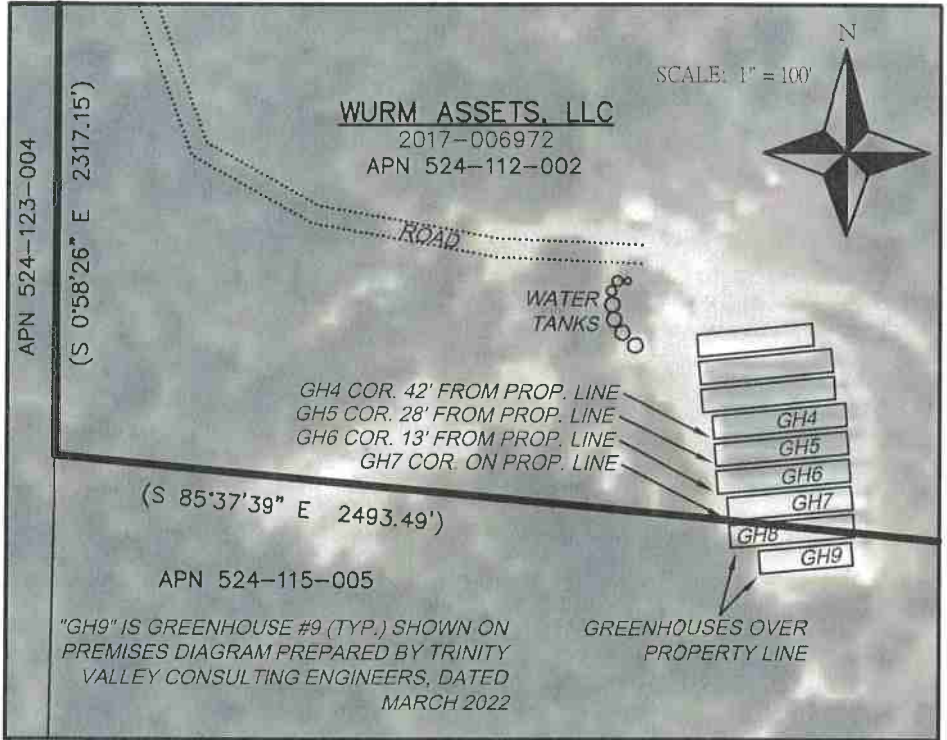 N
SCALE: 1" = 100'
WURM ASSETS, LLC
2017-006972
APN 524-112-002
APN 524-123-004
(S 0°58'26" E 2317.15')
ROAD
WATER
TANKS
GH4 COR. 42' FROM PROP. LINE
GH5 COR. 28' FROM PROP. LINE
GH6 COR. 13' FROM PROP. LINE
GH7 COR. ON PROP. LINE
GH4
GH5
GH6
GH7
GH8
GH9
(S 85°37'39" E 2493.49')
APN 524-115-005
"GH9" IS GREENHOUSE #9 (TYP.) SHOWN ON
PREMISES DIAGRAM PREPARED BY TRINITY
VALLEY CONSULTING ENGINEERS, DATED
MARCH 2022
GREENHOUSES OVER
PROPERTY LINE